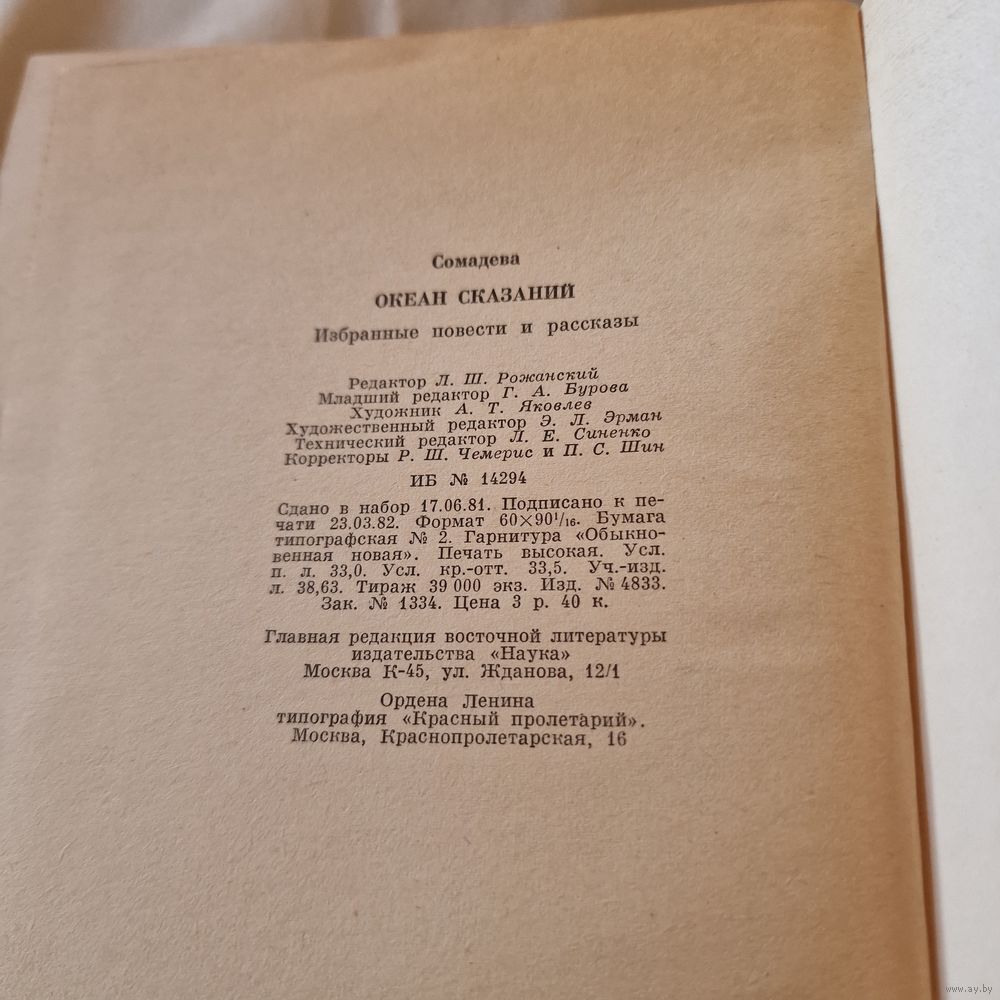 Сомадева
ОКЕАН СКАЗАНИЙ
Избранные повести и рассказы
Редактор Л. Ш. Рожанский
Младший редактор Г. А. Бурова
Художник А. Т. Яковлев
Художественный редактор Э. Л. Эрман
Технический редактор Л. Е. Синенко
Корректоры Р. Ш. Чемерис и П. С. Шин
ИБ № 14294
Сдано в набор 17.06.81. Подписано к пе-
чати 23.03.82. Формат 60×90¹/₁₆. Бумага
типографская № 2. Гарнитура «Обыкно-
венная новая». Печать высокая. Усл.
п. л. 33,0. Усл. кр.-отт. 33,5. Уч.-изд.
л. 38,63. Тираж 39 000 экз. Изд. № 4833.
Зак. № 1334. Цена 3 р. 40 к.
Главная редакция восточной литературы
издательства «Наука»
Москва К-45, ул. Жданова, 12/1
Ордена Ленина
типография «Красный пролетарий».
Москва, Краснопролетарская, 16
www.ay.by